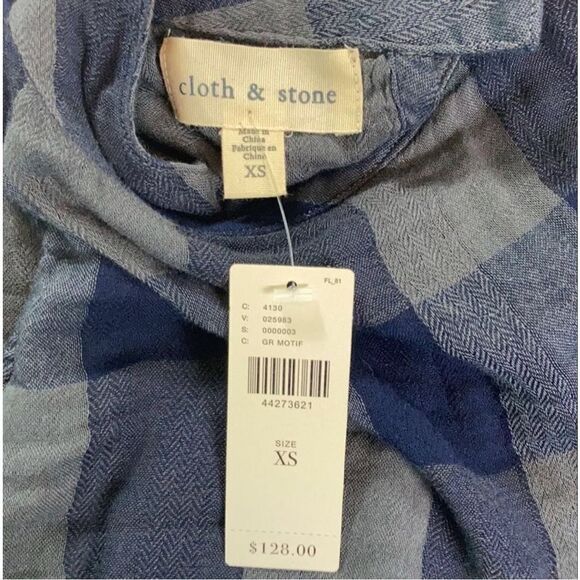 cloth & stone
Made in
China
Fabriqué en
Chine
XS
FL_81
C: 4130
V: 025983
S: 0000003
C: GR MOTIF
44273621
SIZE
XS
$128.00